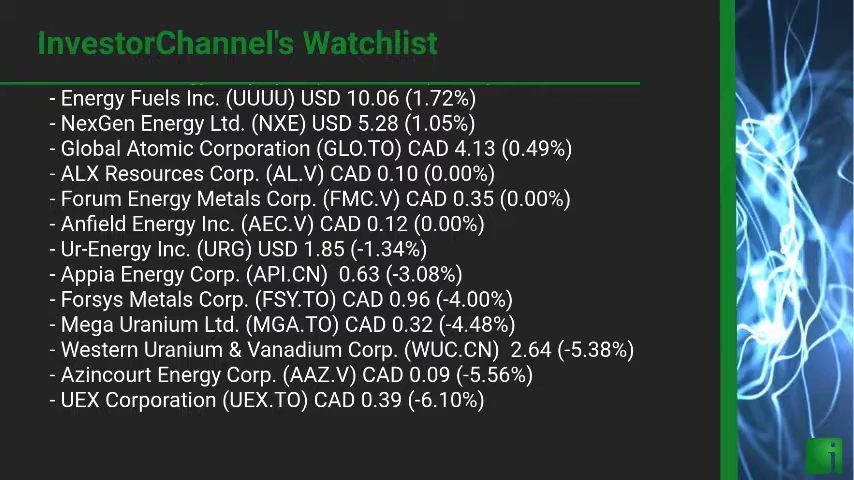 InvestorChannel's Watchlist
- Energy Fuels Inc. (UUUU) USD 10.06 (1.72%)
- NexGen Energy Ltd. (NXE) USD 5.28 (1.05%)
- Global Atomic Corporation (GLO.TO) CAD 4.13 (0.49%)
- ALX Resources Corp. (AL.V) CAD 0.10 (0.00%)
- Forum Energy Metals Corp. (FMC.V) CAD 0.35 (0.00%)
- Anfield Energy Inc. (AEC.V) CAD 0.12 (0.00%)
- Ur-Energy Inc. (URG) USD 1.85 (-1.34%)
- Appia Energy Corp. (API.CN)  0.63 (-3.08%)
- Forsys Metals Corp. (FSY.TO) CAD 0.96 (-4.00%)
- Mega Uranium Ltd. (MGA.TO) CAD 0.32 (-4.48%)
- Western Uranium & Vanadium Corp. (WUC.CN)  2.64 (-5.38%)
- Azincourt Energy Corp. (AAZ.V) CAD 0.09 (-5.56%)
- UEX Corporation (UEX.TO) CAD 0.39 (-6.10%)
i